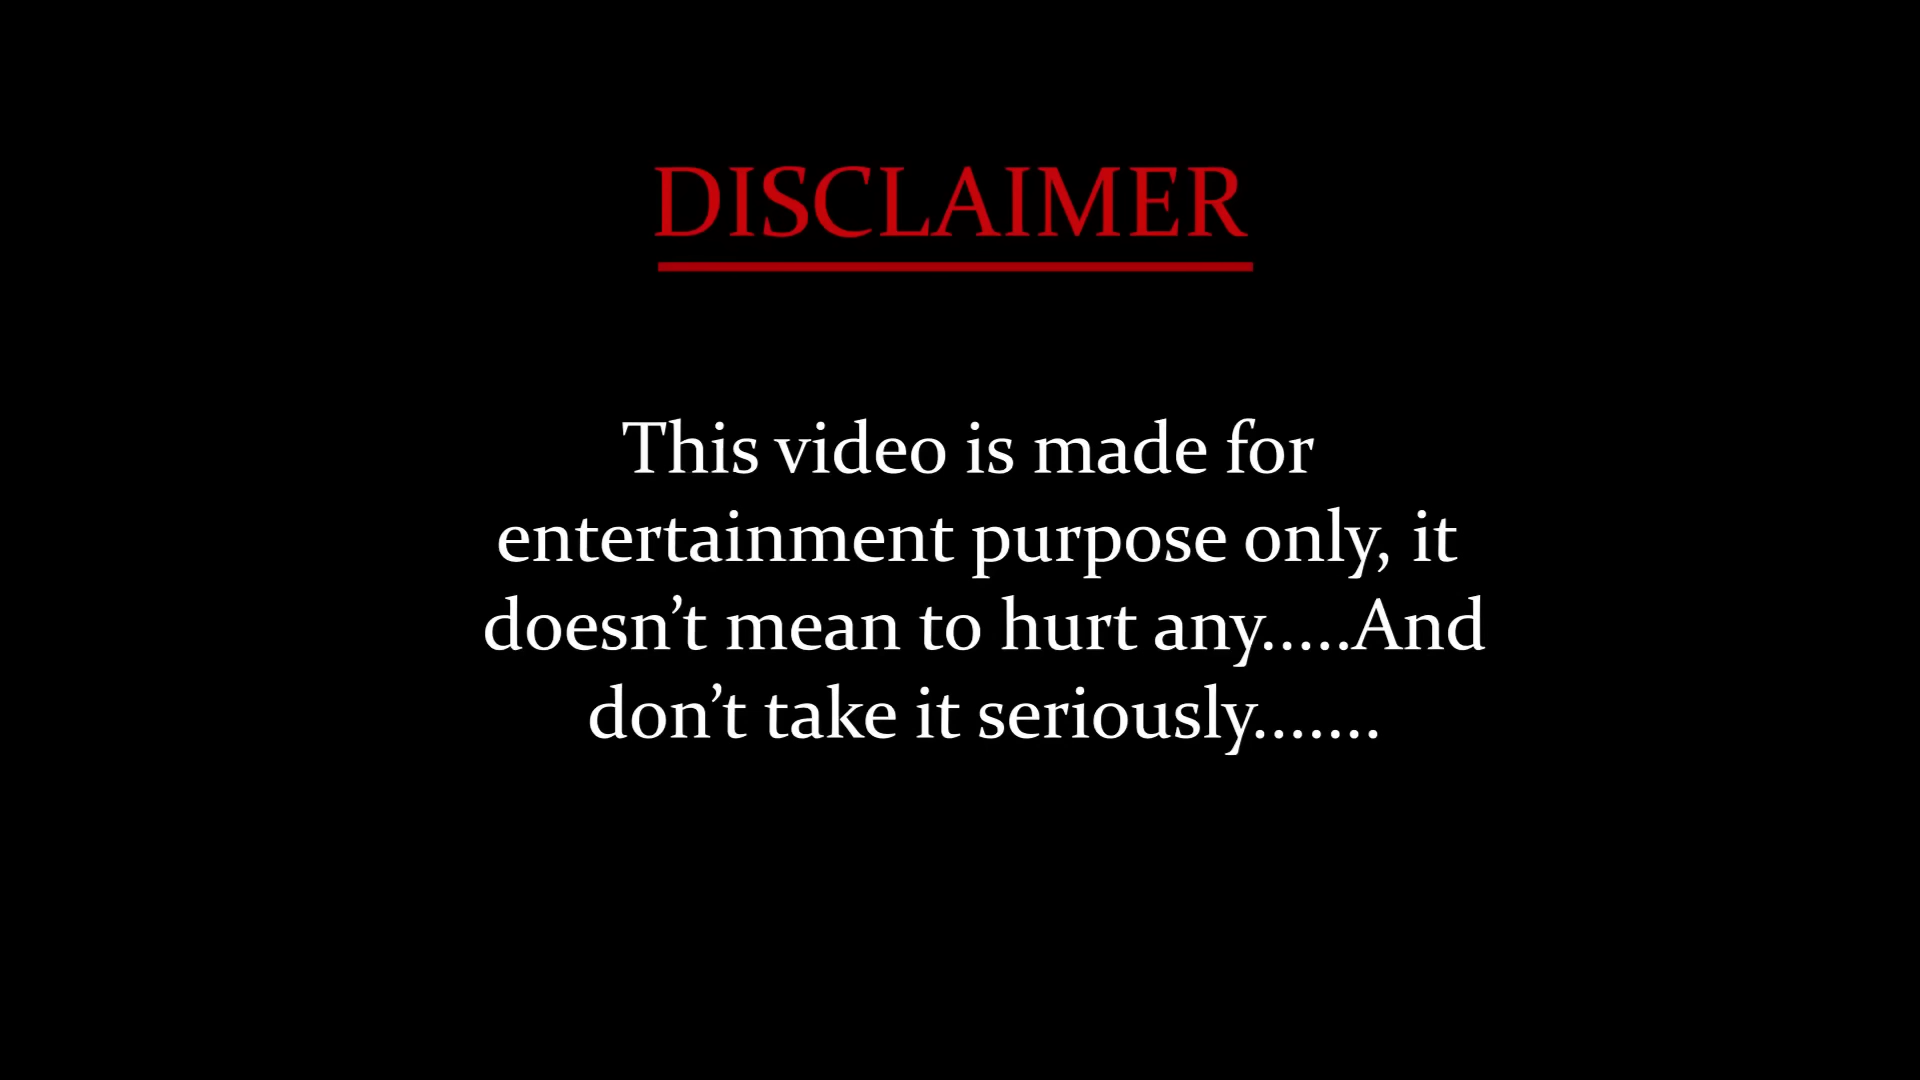 DISCLAIMER
This video is made for
entertainment purpose only, it
doesn’t mean to hurt any.....And
don’t take it seriously.......